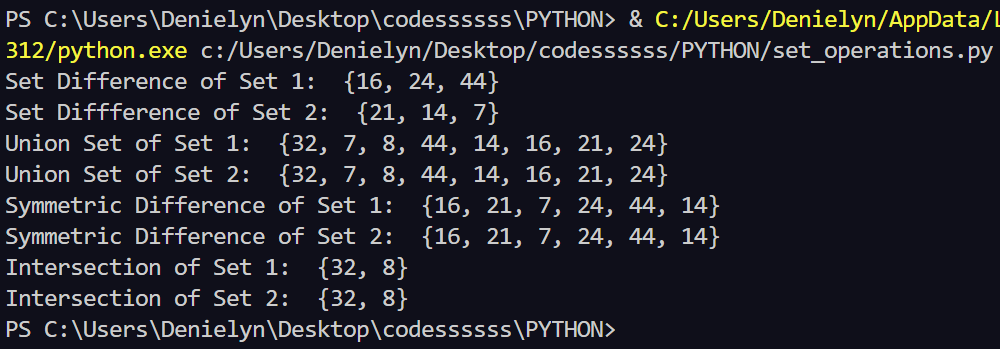 PS C:\Users\Denielyn\Desktop\codessssss\PYTHON> & C:/Users/Denielyn/AppData/L
312/python.exe c:/Users/Denielyn/Desktop/codessssss/PYTHON/set_operations.py
Set Difference of Set 1:  {16, 24, 44}
Set Diffference of Set 2:  {21, 14, 7}
Union Set of Set 1:  {32, 7, 8, 44, 14, 16, 21, 24}
Union Set of Set 2:  {32, 7, 8, 44, 14, 16, 21, 24}
Symmetric Difference of Set 1:  {16, 21, 7, 24, 44, 14}
Symmetric Difference of Set 2:  {16, 21, 7, 24, 44, 14}
Intersection of Set 1:  {32, 8}
Intersection of Set 2:  {32, 8}
PS C:\Users\Denielyn\Desktop\codessssss\PYTHON>